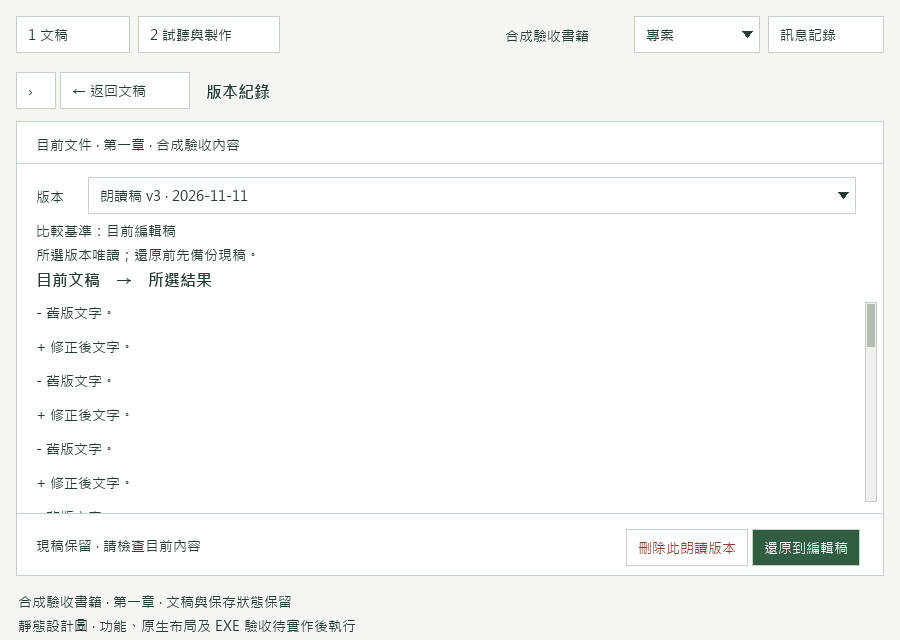 1 文稿
2 試聽與製作
合成驗收書籍
專案
訊息記錄
›
← 返回文稿
版本紀錄
目前文件 · 第一章 · 合成驗收內容
版本
朗讀稿 v3 · 2026-11-11
比較基準：目前編輯稿
所選版本唯讀；還原前先備份現稿。
目前文稿 → 所選結果
- 舊版文字。
+ 修正後文字。
- 舊版文字。
+ 修正後文字。
- 舊版文字。
+ 修正後文字。
現稿保留 · 請檢查目前內容
刪除此朗讀版本
還原到編輯稿
合成驗收書籍 · 第一章 · 文稿與保存狀態保留
靜態設計圖 · 功能、原生布局及 EXE 驗收待實作後執行